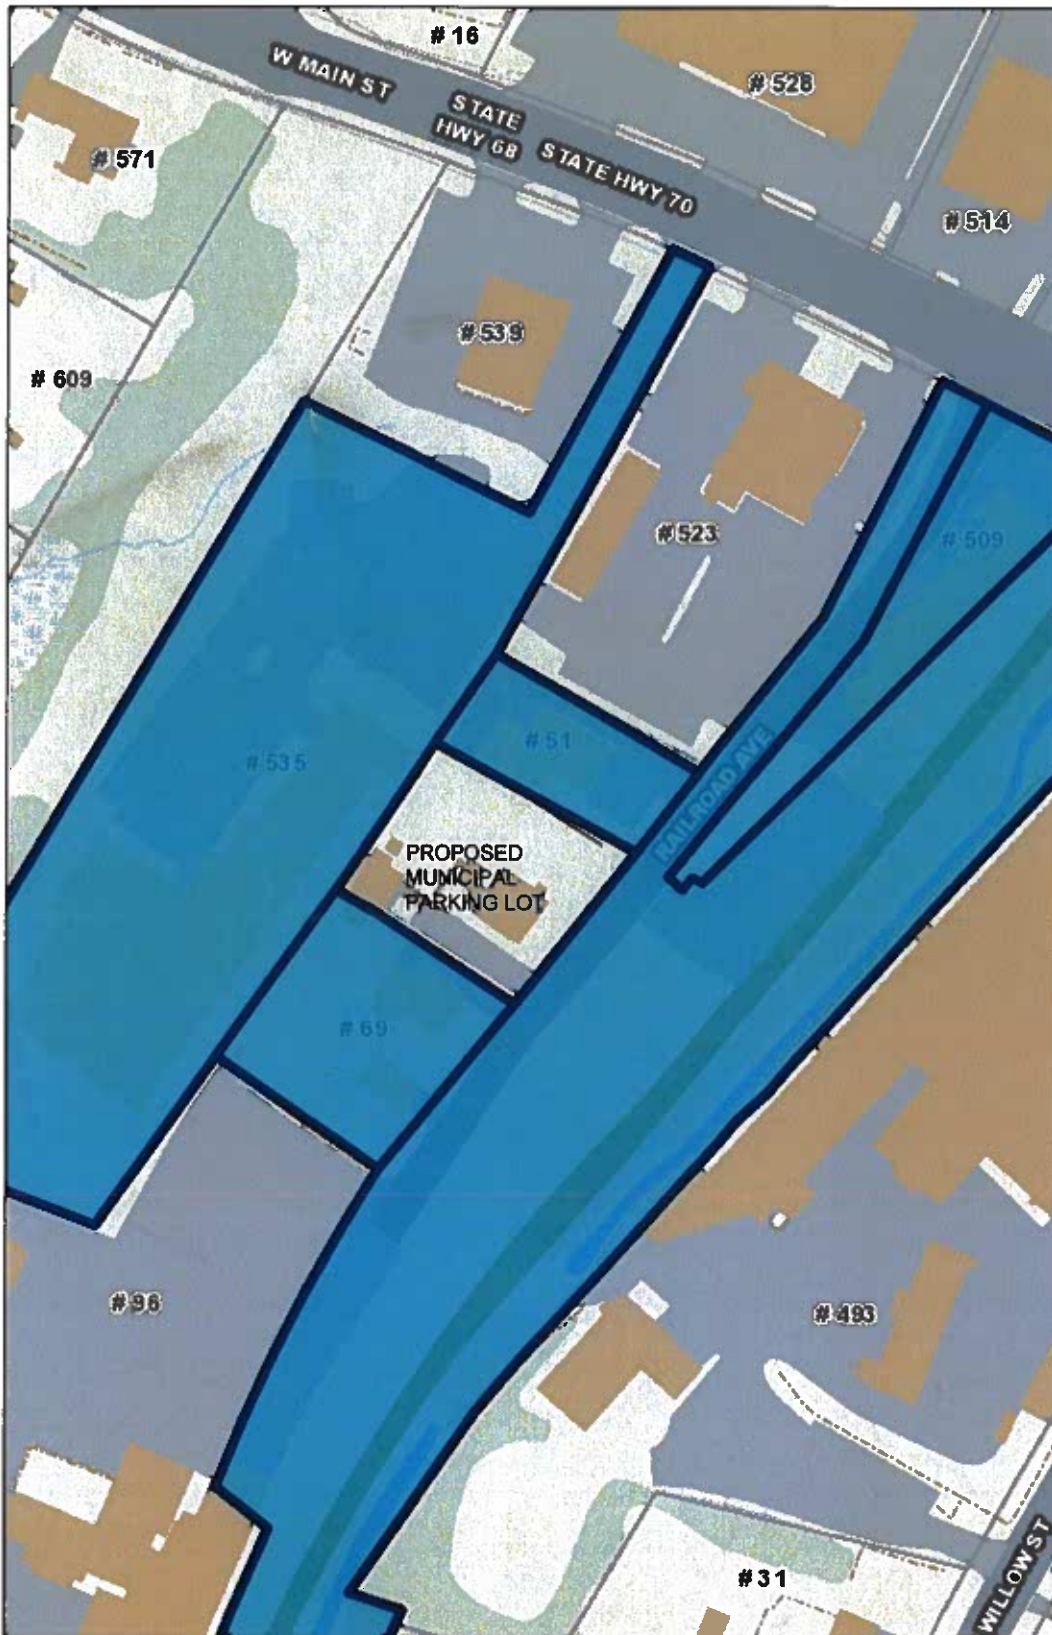 # 16
W MAIN ST
STATE
HWY 68
STATE HWY 70
# 528
# 571
# 514
# 539
# 609
# 523
# 509
# 51
# 535
RAILROAD AVE
PROPOSED
MUNICIPAL
PARKING LOT
# 69
# 96
# 493
# 31
WILLOW ST